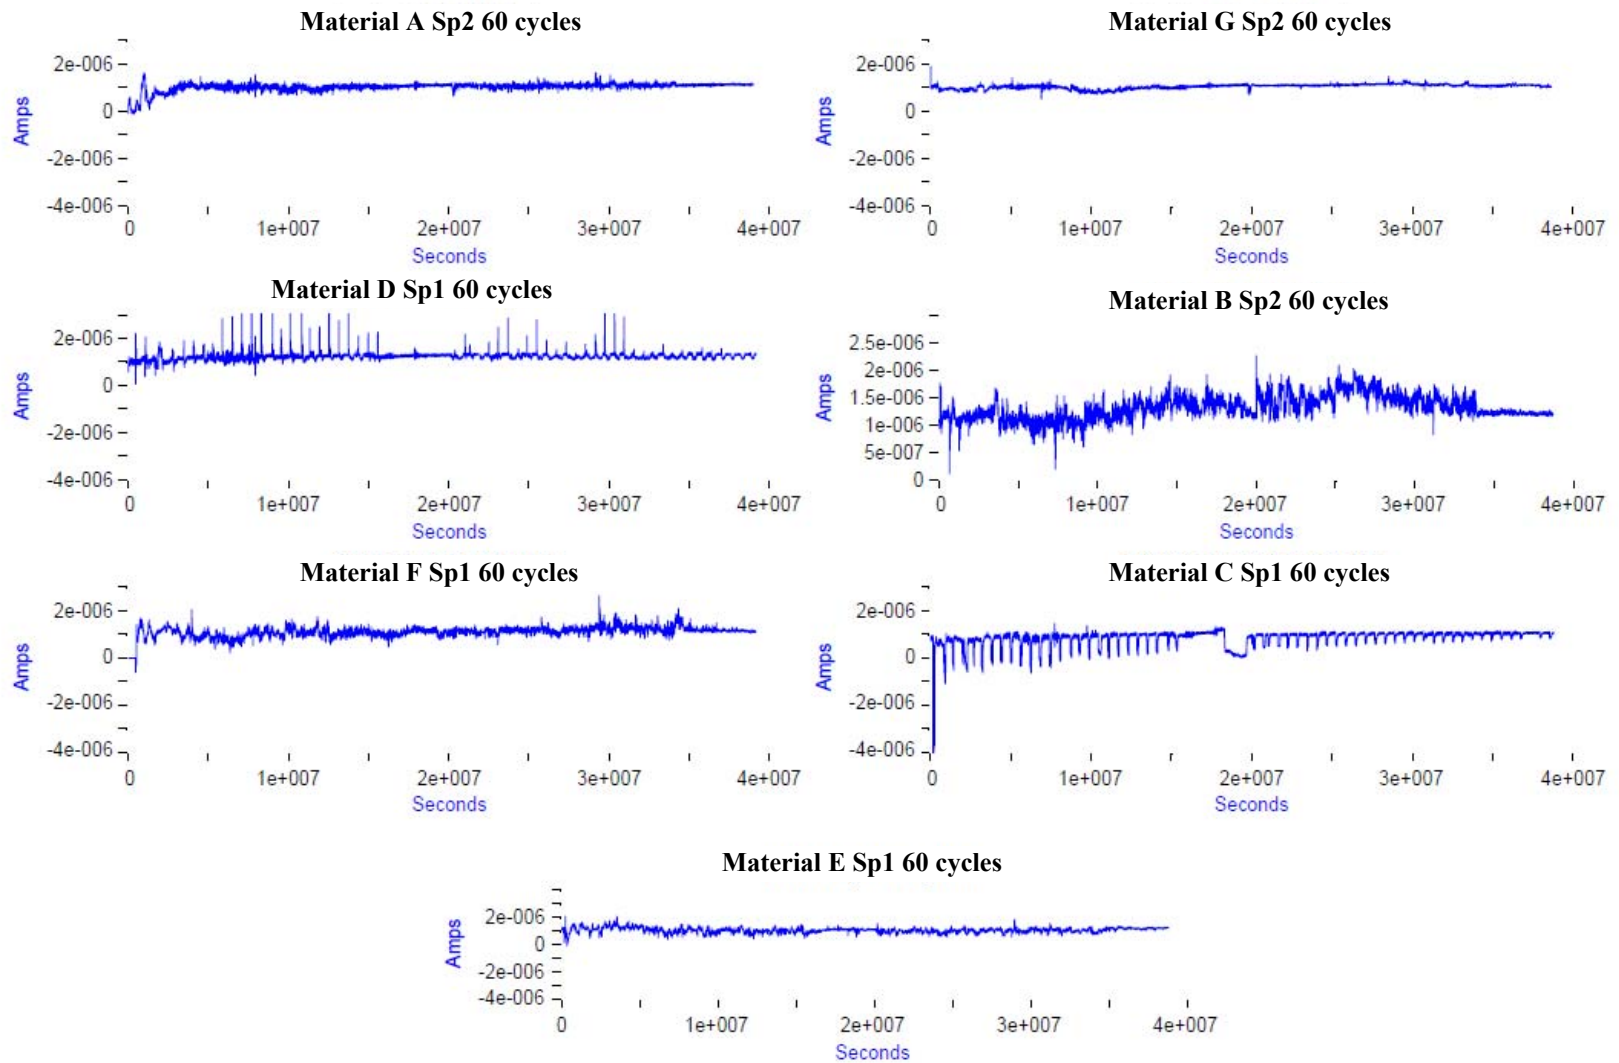 Material A Sp2 60 cycles
2e-006
0
-2e-006
-4e-006
Amps
0 1e+007 2e+007 3e+007 4e+007
Seconds
Material G Sp2 60 cycles
2e-006
0
-2e-006
-4e-006
Amps
0 1e+007 2e+007 3e+007 4e+007
Seconds
Material D Sp1 60 cycles
2e-006
0
-2e-006
-4e-006
Amps
0 1e+007 2e+007 3e+007 4e+007
Seconds
Material B Sp2 60 cycles
2.5e-006
2e-006
1.5e-006
1e-006
5e-007
0
Amps
0 1e+007 2e+007 3e+007 4e+007
Seconds
Material F Sp1 60 cycles
2e-006
0
-2e-006
-4e-006
Amps
0 1e+007 2e+007 3e+007 4e+007
Seconds
Material C Sp1 60 cycles
2e-006
0
-2e-006
-4e-006
Amps
0 1e+007 2e+007 3e+007 4e+007
Seconds
Material E Sp1 60 cycles
2e-006
0
-2e-006
-4e-006
Amps
0 1e+007 2e+007 3e+007 4e+007
Seconds